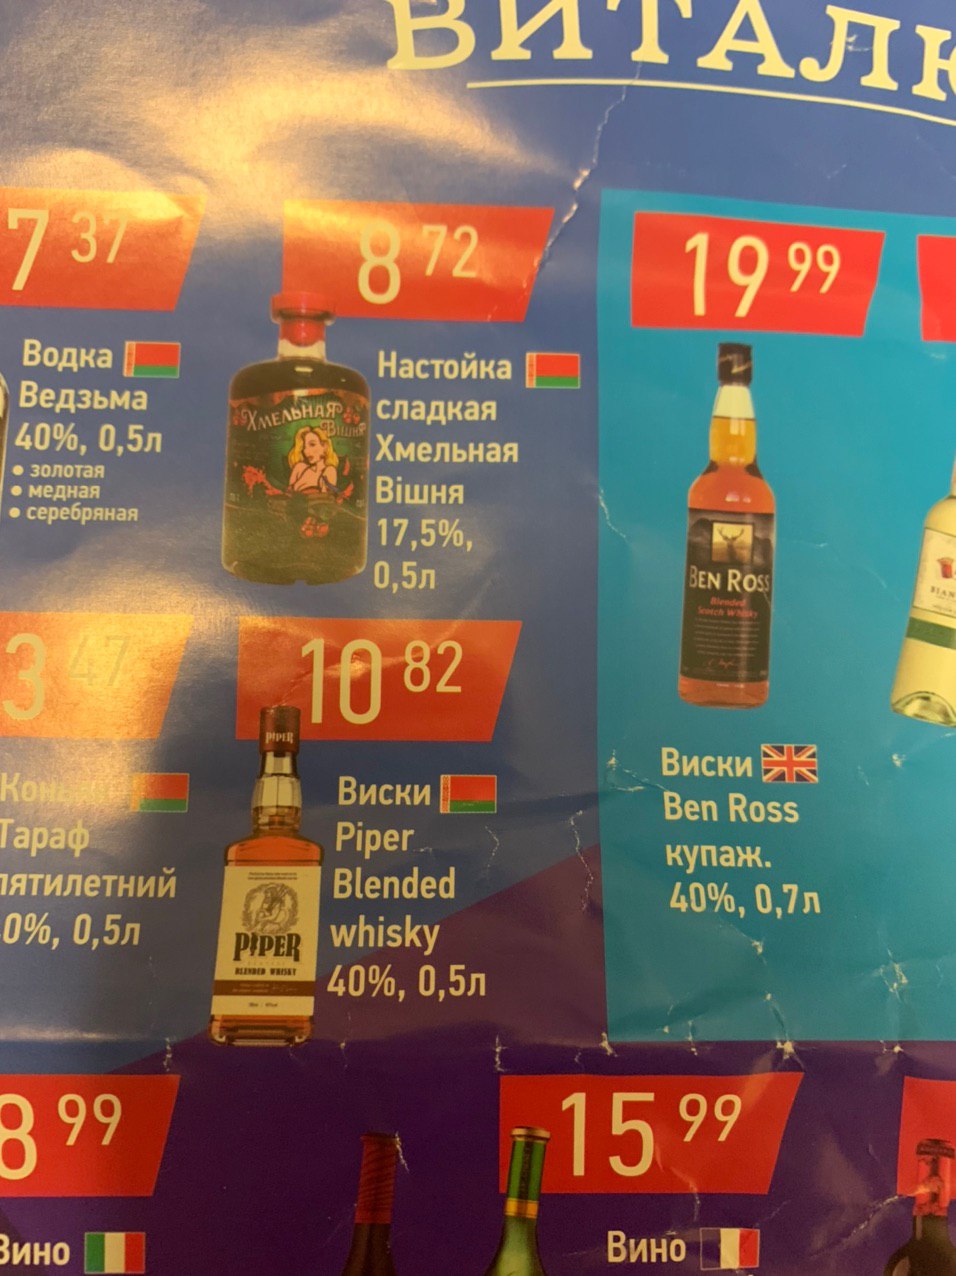 ВИТАЛЮ
7 37
8 72
19 99
Водка
Ведзьма
40%, 0,5л
• золотая
• медная
• серебряная
ХМЕЛЬНАЯ
ВIШНЯ
Настойка
сладкая
Хмельная
Вiшня
17,5%,
0,5л
BEN ROSS
Blended
Scotch Whisky
3 47
10 82
Коньяк
Тараф
пятилетний
0%, 0,5л
PIPER
PIPER
BLENDED WHISKY
Виски
Piper
Blended
whisky
40%, 0,5л
Виски
Ben Ross
купаж.
40%, 0,7л
8 99
15 99
Вино
Вино